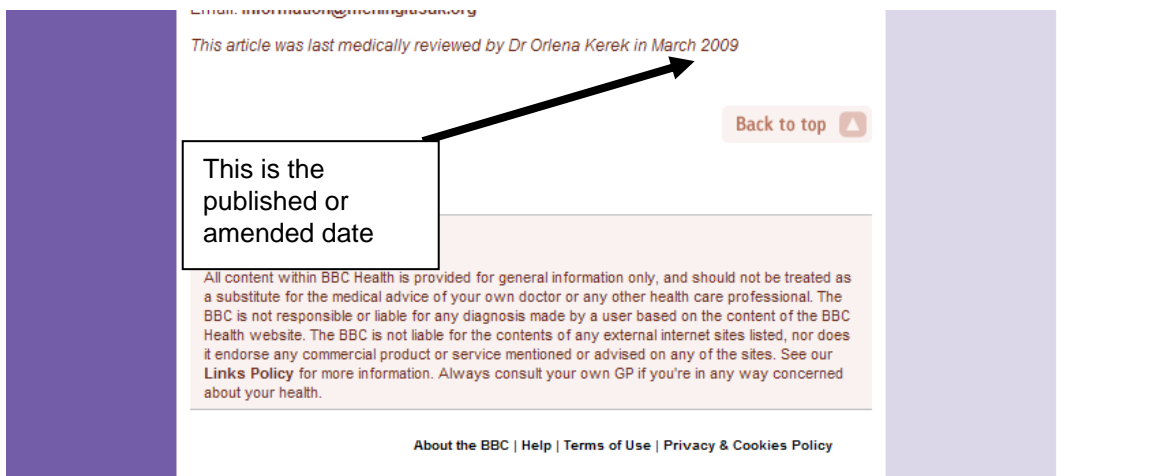 This article was last medically reviewed by Dr Orlena Kerek in March 2009
Back to top
This is the
published or
amended date
All content within BBC Health is provided for general information only, and should not be treated as
a substitute for the medical advice of your own doctor or any other health care professional. The
BBC is not responsible or liable for any diagnosis made by a user based on the content of the BBC
Health website. The BBC is not liable for the contents of any external internet sites listed, nor does
it endorse any commercial product or service mentioned or advised on any of the sites. See our
Links Policy for more information. Always consult your own GP if you're in any way concerned
about your health.
About the BBC | Help | Terms of Use | Privacy & Cookies Policy